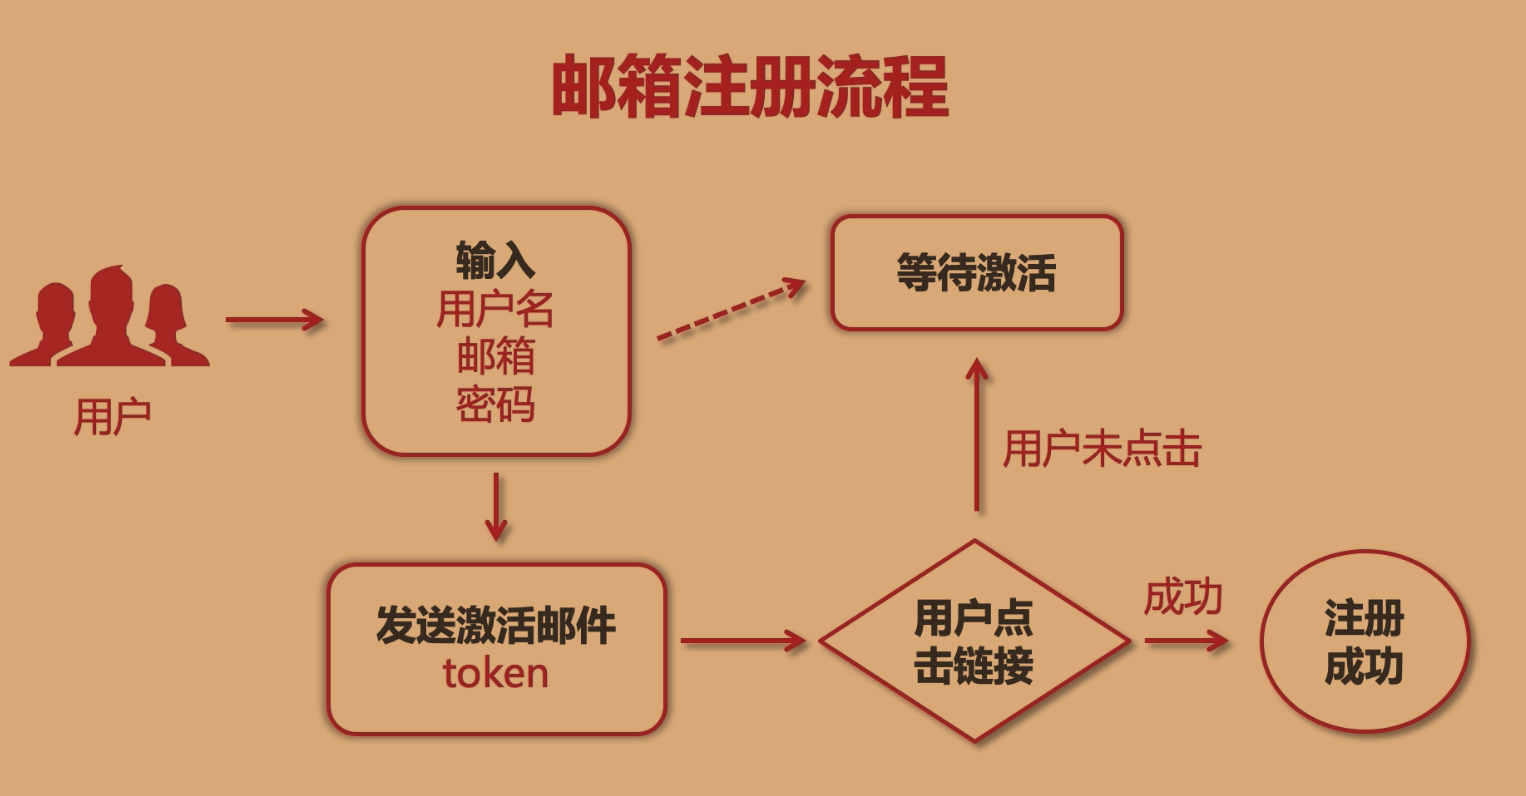 邮箱注册流程
用户
输入
用户名
邮箱
密码
等待激活
用户未点击
发送激活邮件
token
用户点
击链接
成功
注册
成功